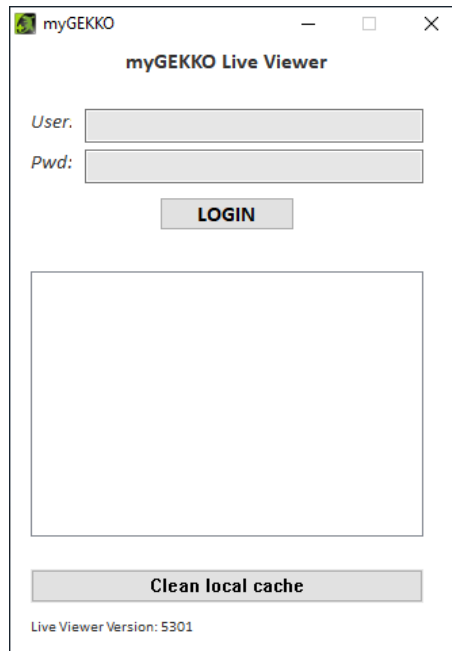 myGEKKO
myGEKKO Live Viewer
User.
Pwd:
LOGIN
Clean local cache
Live Viewer Version: 5301